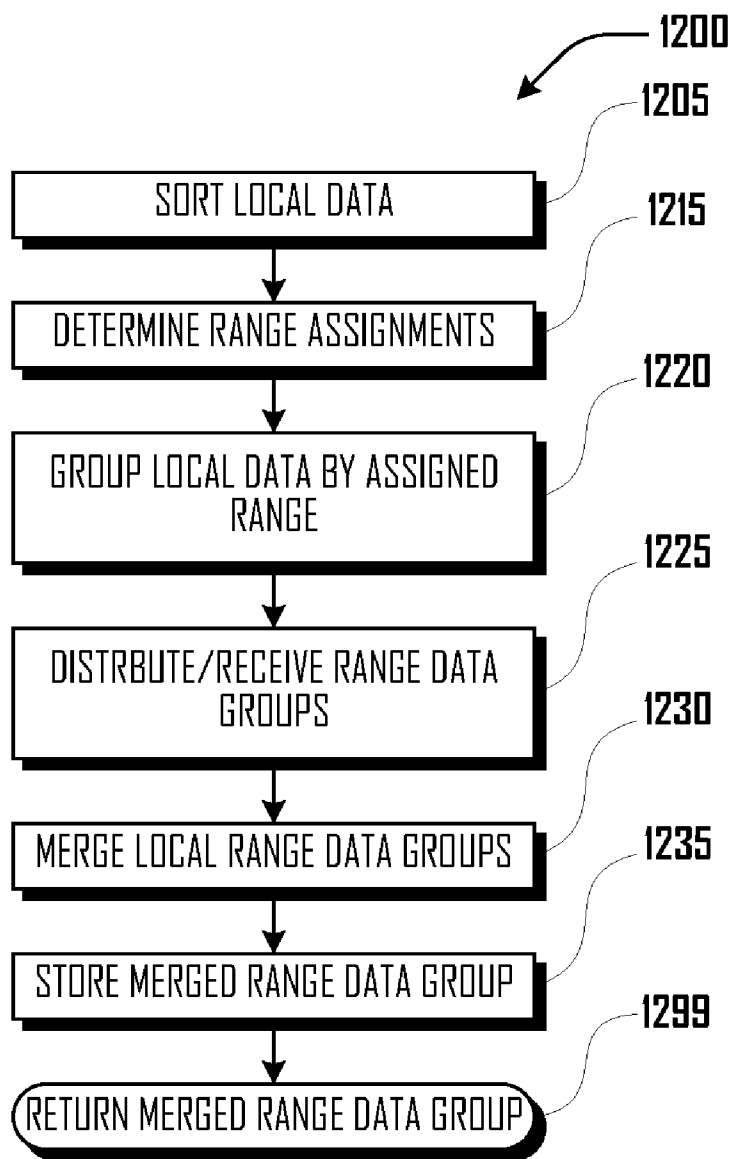 1200
1205
SORT LOCAL DATA
1215
DETERMINE RANGE ASSIGNMENTS
1220
GROUP LOCAL DATA BY ASSIGNED
RANGE
1225
DISTRBUTE/RECEIVE RANGE DATA
GROUPS
1230
MERGE LOCAL RANGE DATA GROUPS
1235
STORE MERGED RANGE DATA GROUP
1299
RETURN MERGED RANGE DATA GROUP